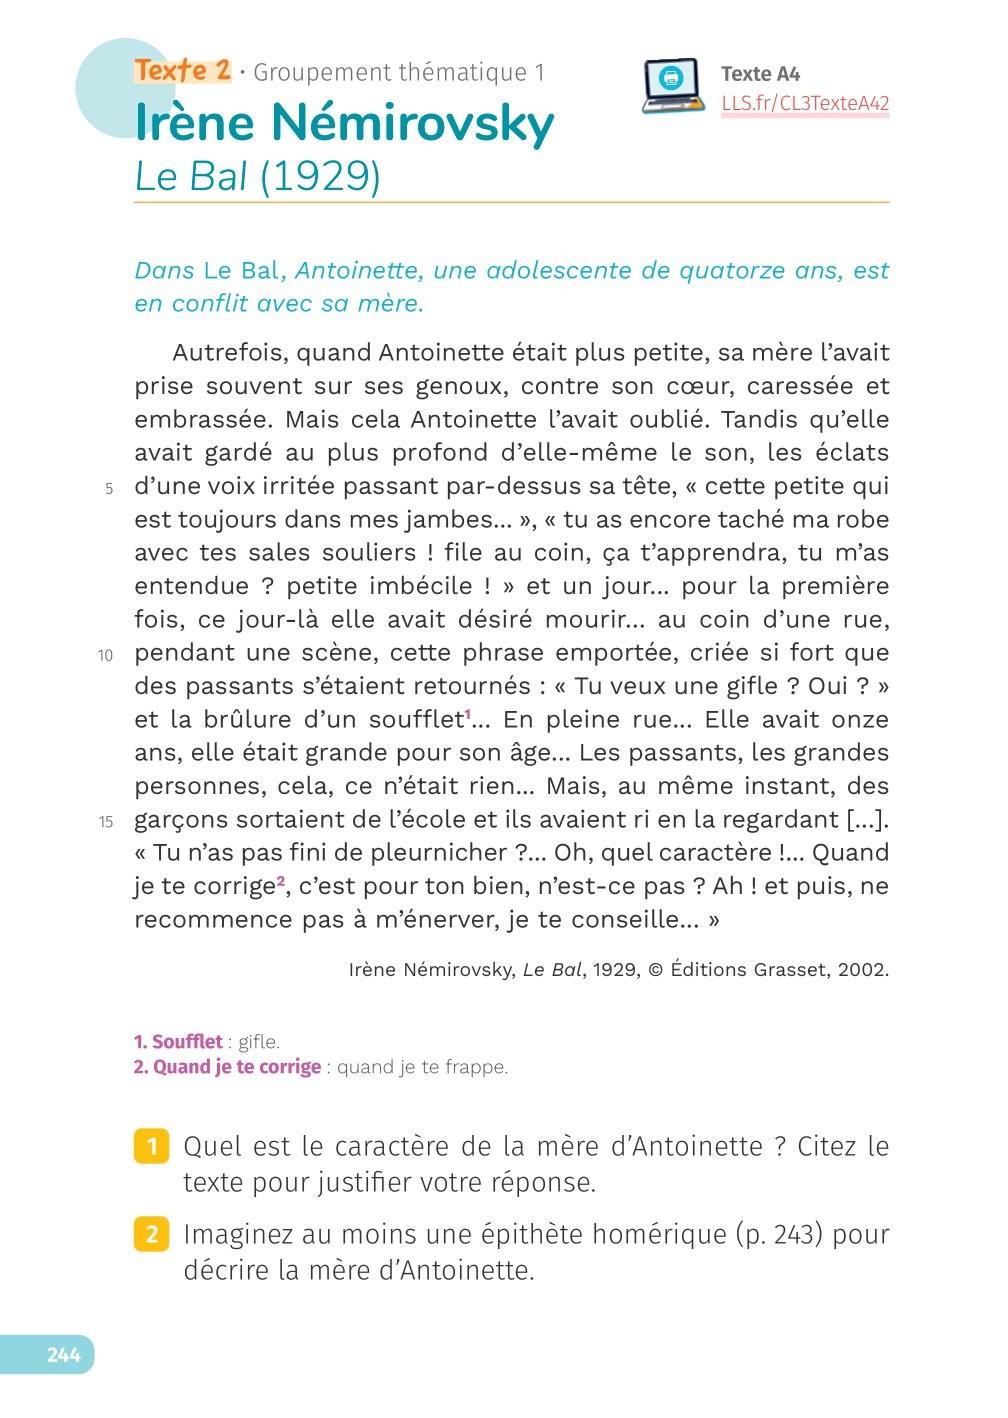 Texte 2 · Groupement thématique 1
Texte A4
LLS.fr/CL3TexteA42
Irène Némirovsky
Le Bal (1929)
Dans Le Bal, Antoinette, une adolescente de quatorze ans, est
en conflit avec sa mère.
Autrefois, quand Antoinette était plus petite, sa mère l’avait
prise souvent sur ses genoux, contre son cœur, caressée et
embrassée. Mais cela Antoinette l’avait oublié. Tandis qu’elle
avait gardé au plus profond d’elle-même le son, les éclats
5 d’une voix irritée passant par-dessus sa tête, « cette petite qui
est toujours dans mes jambes… », « tu as encore taché ma robe
avec tes sales souliers ! file au coin, ça t’apprendra, tu m’as
entendue ? petite imbécile ! » et un jour… pour la première
fois, ce jour-là elle avait désiré mourir… au coin d’une rue,
10 pendant une scène, cette phrase emportée, criée si fort que
des passants s’étaient retournés : « Tu veux une gifle ? Oui ? »
et la brûlure d’un soufflet¹… En pleine rue… Elle avait onze
ans, elle était grande pour son âge… Les passants, les grandes
personnes, cela, ce n’était rien… Mais, au même instant, des
15 garçons sortaient de l’école et ils avaient ri en la regardant […].
« Tu n’as pas fini de pleurnicher ?… Oh, quel caractère !… Quand
je te corrige², c’est pour ton bien, n’est-ce pas ? Ah ! et puis, ne
recommence pas à m’énerver, je te conseille… »
Irène Némirovsky, Le Bal, 1929, © Éditions Grasset, 2002.
1. Soufflet : gifle.
2. Quand je te corrige : quand je te frappe.
1 Quel est le caractère de la mère d’Antoinette ? Citez le
texte pour justifier votre réponse.
2 Imaginez au moins une épithète homérique (p. 243) pour
décrire la mère d’Antoinette.
244